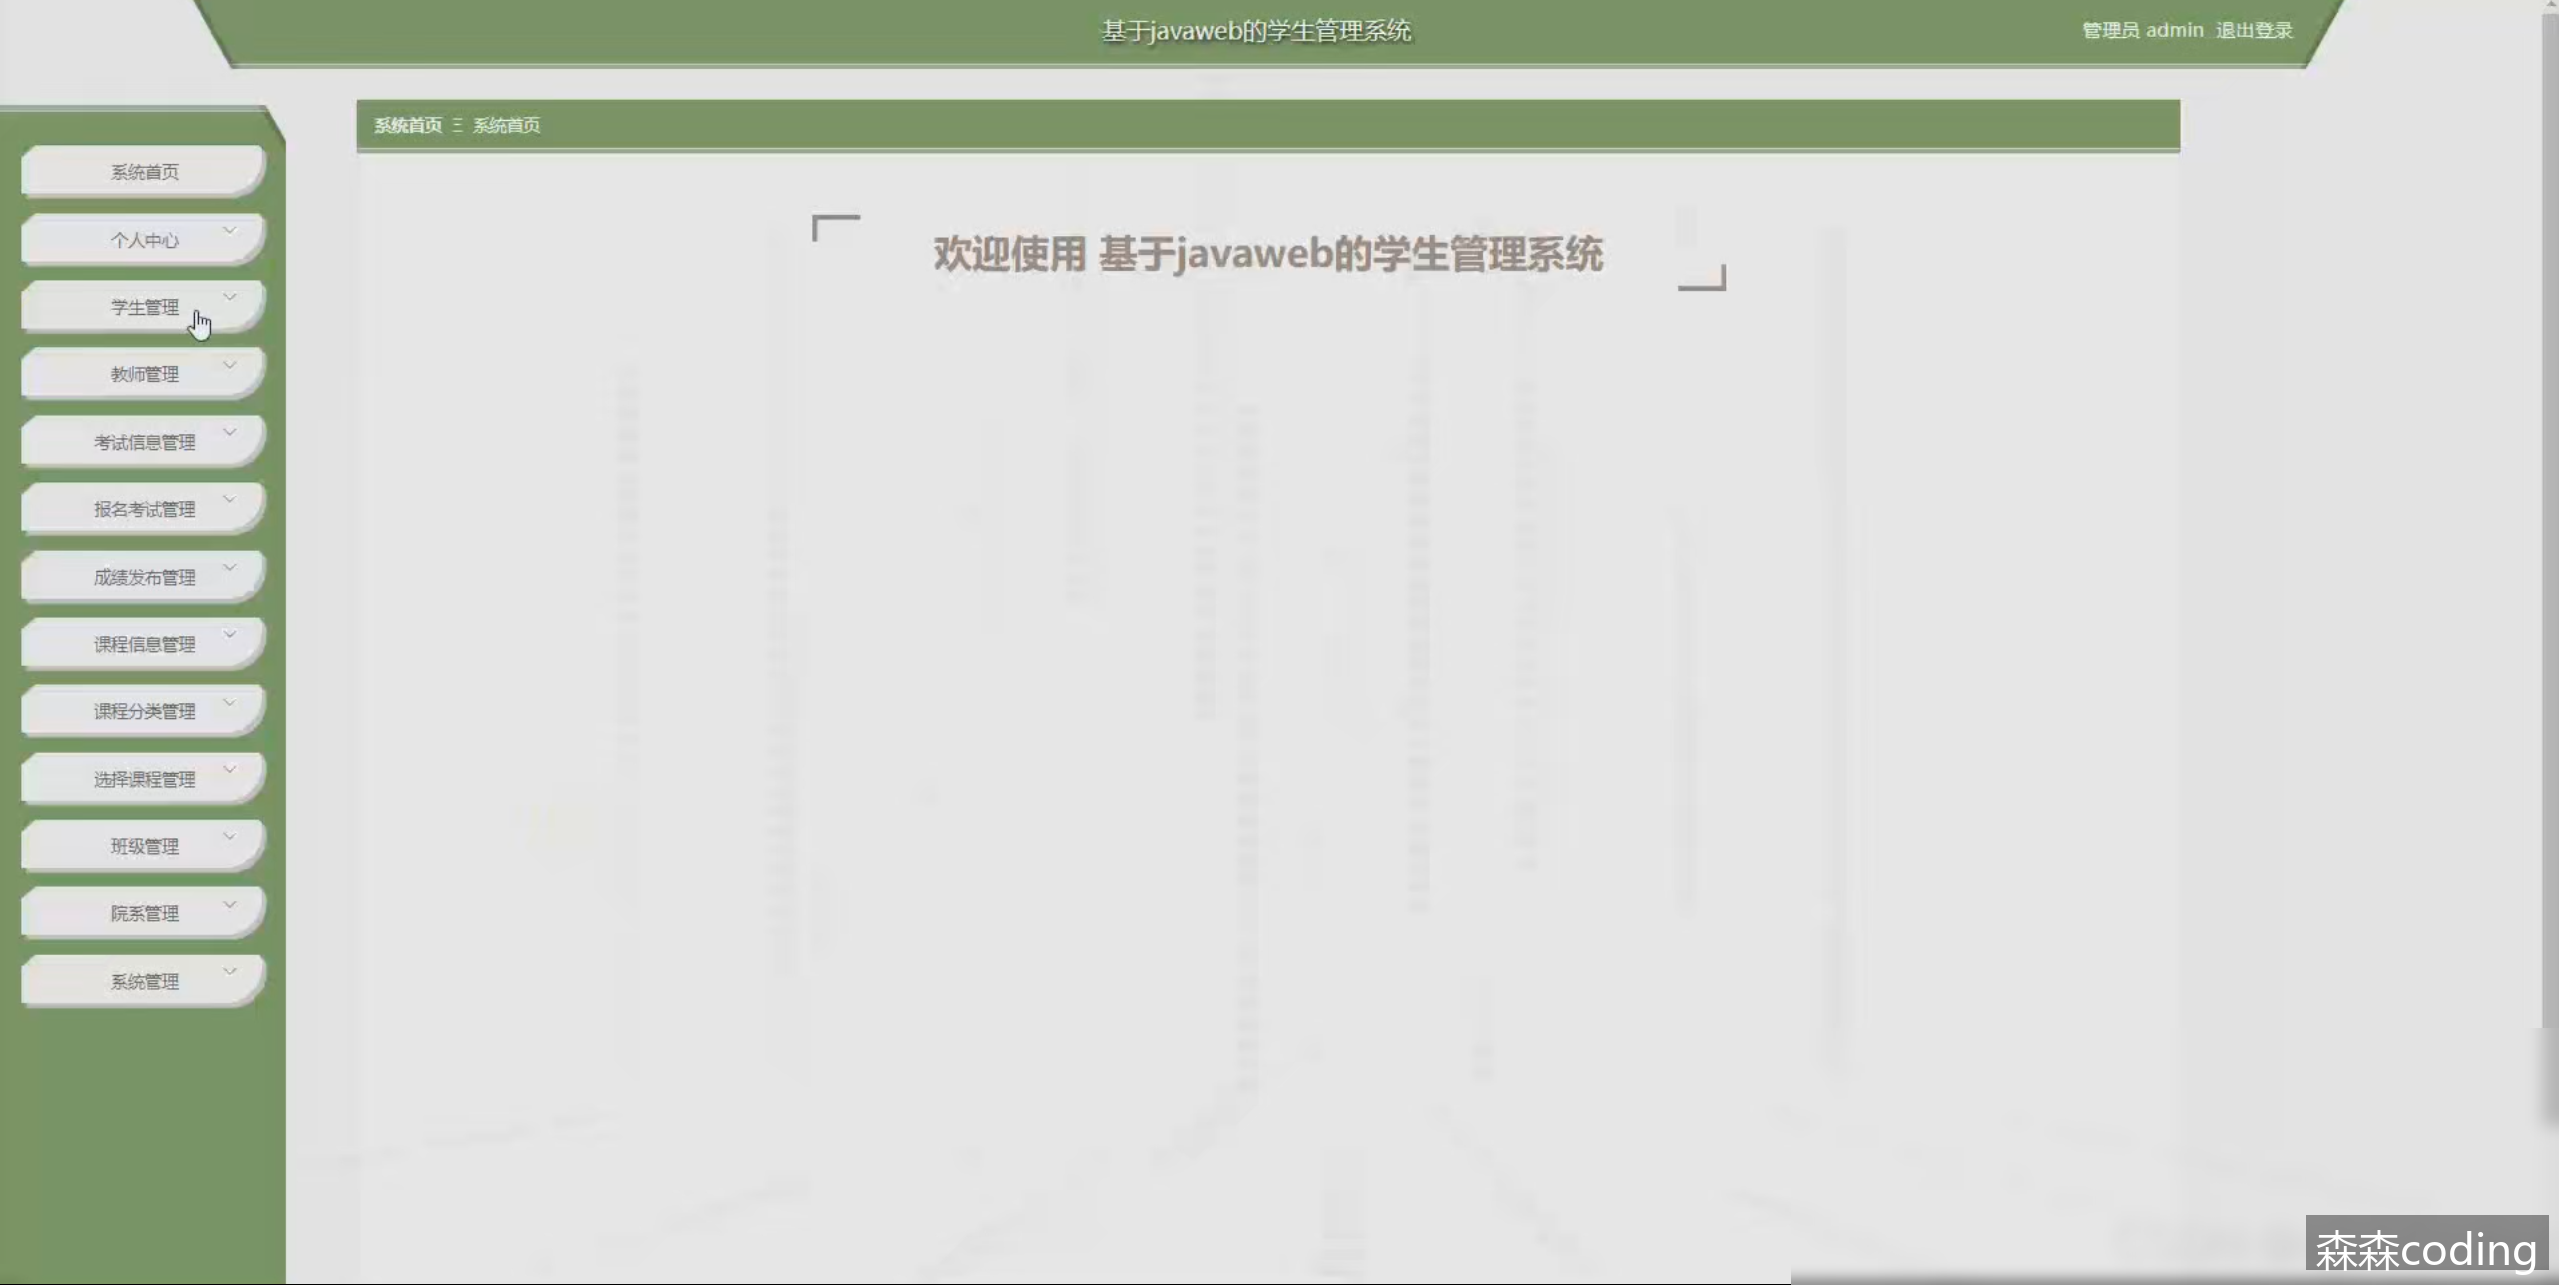 基于javaweb的学生管理系统
管理员 admin 退出登录
系统首页 Ξ 系统首页
系统首页
个人中心
学生管理
教师管理
考试信息管理
报名考试管理
成绩发布管理
课程信息管理
课程分类管理
选择课程管理
班级管理
院系管理
系统管理
欢迎使用 基于javaweb的学生管理系统
森森coding